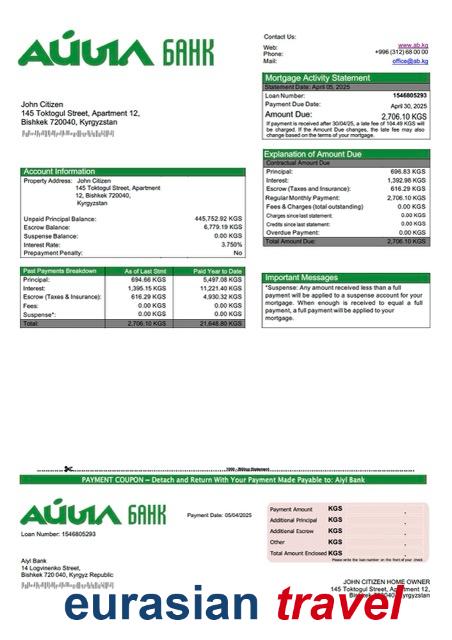 АЙЫЛ БАНК
Contact Us:
Web: www.ab.kg
Phone: +996 (312) 68 00 00
Mail: office@ab.kg
Mortgage Activity Statement
Statement Date: April 05, 2025
Loan Number: 1546805293
Payment Due Date: April 30, 2025
Amount Due: 2,706.10 KGS
If payment is received after 30/04/25, a late fee of 104.49 KGS will
be charged. If the Amount Due changes, the late fee may also
change based on the terms of your mortgage.
John Citizen
145 Toktogul Street, Apartment 12,
Bishkek 720040, Kyrgyzstan
Explanation of Amount Due
Contractual Amount Due
Principal: 696.83 KGS
Interest: 1,392.98 KGS
Escrow (Taxes and Insurance): 616.29 KGS
Regular Monthly Payment: 2,706.10 KGS
Fees & Charges (total outstanding) 0.00 KGS
Charges since last statement: 0.00 KGS
Credits since last statement: 0.00 KGS
Overdue Payment: 0.00 KGS
Total Amount Due: 2,706.10 KGS
Account Information
Property Address: John Citizen
145 Toktogul Street, Apartment
12, Bishkek 720040,
Kyrgyzstan
Unpaid Principal Balance: 445,752.92 KGS
Escrow Balance: 6,779.19 KGS
Suspense Balance: 0.00 KGS
Interest Rate: 3.750%
Prepayment Penalty: No
Past Payments Breakdown As of Last Stmt Paid Year to Date
Principal: 694.66 KGS 5,497.08 KGS
Interest: 1,395.15 KGS 11,221.40 KGS
Escrow (Taxes & Insurance): 616.29 KGS 4,930.32 KGS
Fees: 0.00 KGS 0.00 KGS
Suspense*: 0.00 KGS 0.00 KGS
Total: 2,706.10 KGS 21,648.80 KGS
Important Messages
*Suspense: Any amount received less than a full
payment will be applied to a suspense account for your
mortgage. When enough is received to equal a full
payment, a full payment will be applied to your
mortgage.
1000 - Billing Statement
PAYMENT COUPON – Detach and Return With Your Payment Made Payable to: Aiyl Bank
АЙЫЛ БАНК
Payment Date: 05/04/2025
Loan Number: 1546805293
Payment Amount KGS .
Additional Principal KGS .
Additional Escrow KGS .
Other KGS .
Total Amount Enclosed KGS .
Please write the loan number on the front of your check
Aiyl Bank
14 Logvinenko Street,
Bishkek 720 040, Kyrgyz Republic
JOHN CITIZEN HOME OWNER
145 Toktogul Street, Apartment 12,
Bishkek 720040, Kyrgyzstan
eurasian travel